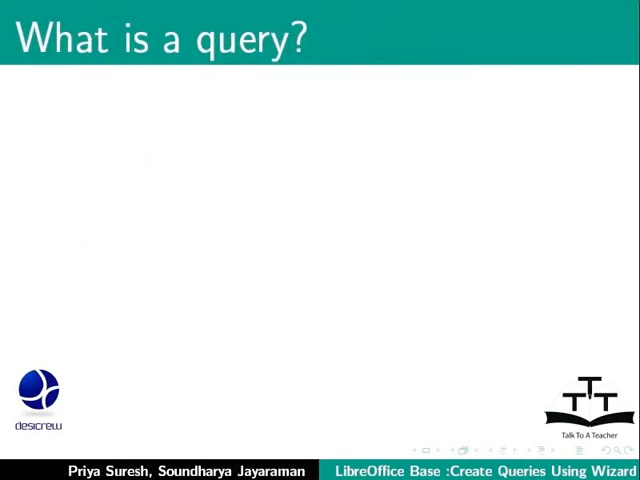 What is a query?
desicrew
T T T
Talk To A Teacher
Priya Suresh, Soundharya Jayaraman
LibreOffice Base :Create Queries Using Wizard